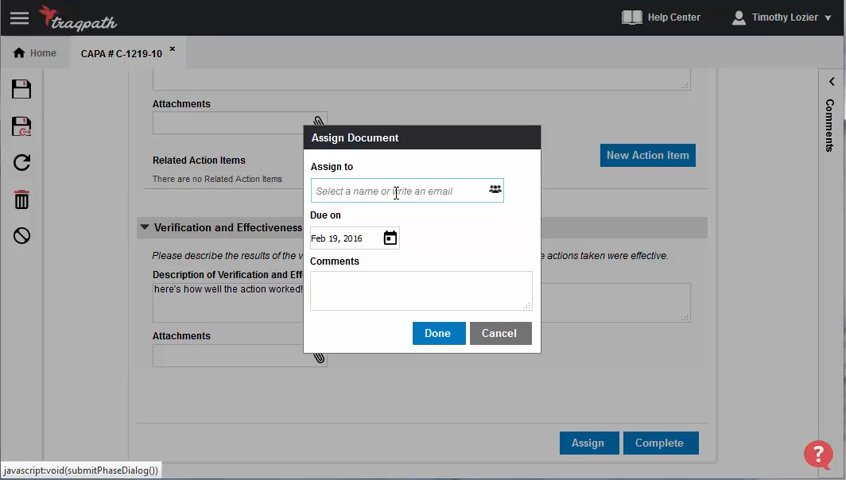 traqpath
Help Center
Timothy Lozier
Home
CAPA # C-1219-10
Comments
Attachments
Related Action Items
New Action Item
There are no Related Action Items
Assign Document
Assign to
Select a name or write an email
Due on
Feb 19, 2016
Comments
Done
Cancel
Verification and Effectiveness
Please describe the results of the v
e actions taken were effective.
Description of Verification and Eff
here's how well the action worked!
Attachments
Assign
Complete
?
javascript:void(submitPhaseDialog())